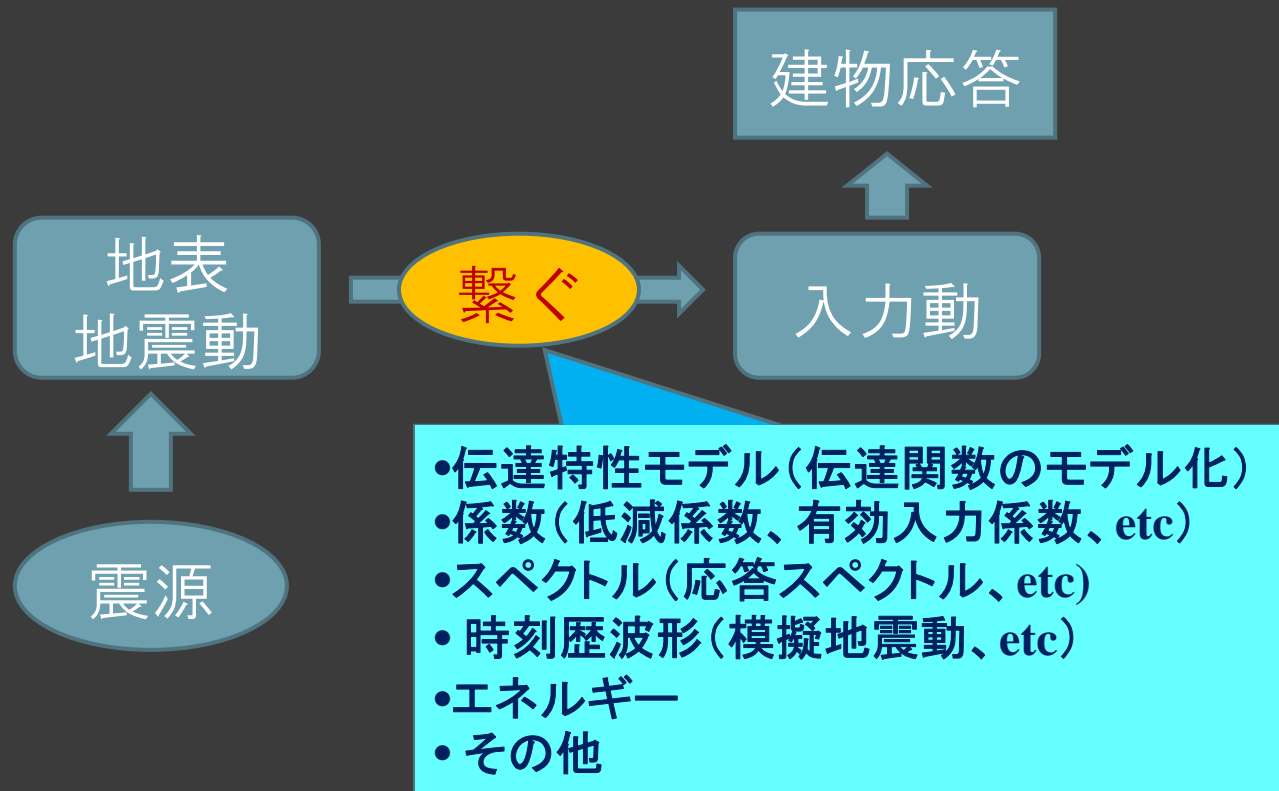 建物応答
地表
地震動
繋ぐ
入力動
震源
•伝達特性モデル（伝達関数のモデル化）
•係数（低減係数、有効入力係数、etc）
•スペクトル（応答スペクトル、etc)
• 時刻歴波形（模擬地震動、etc）
•エネルギー
• その他